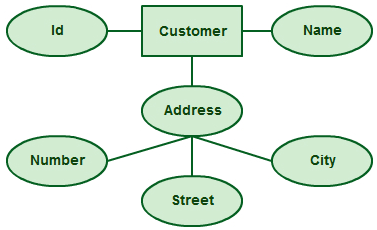 Id
Customer
Name
Address
Number
City
Street